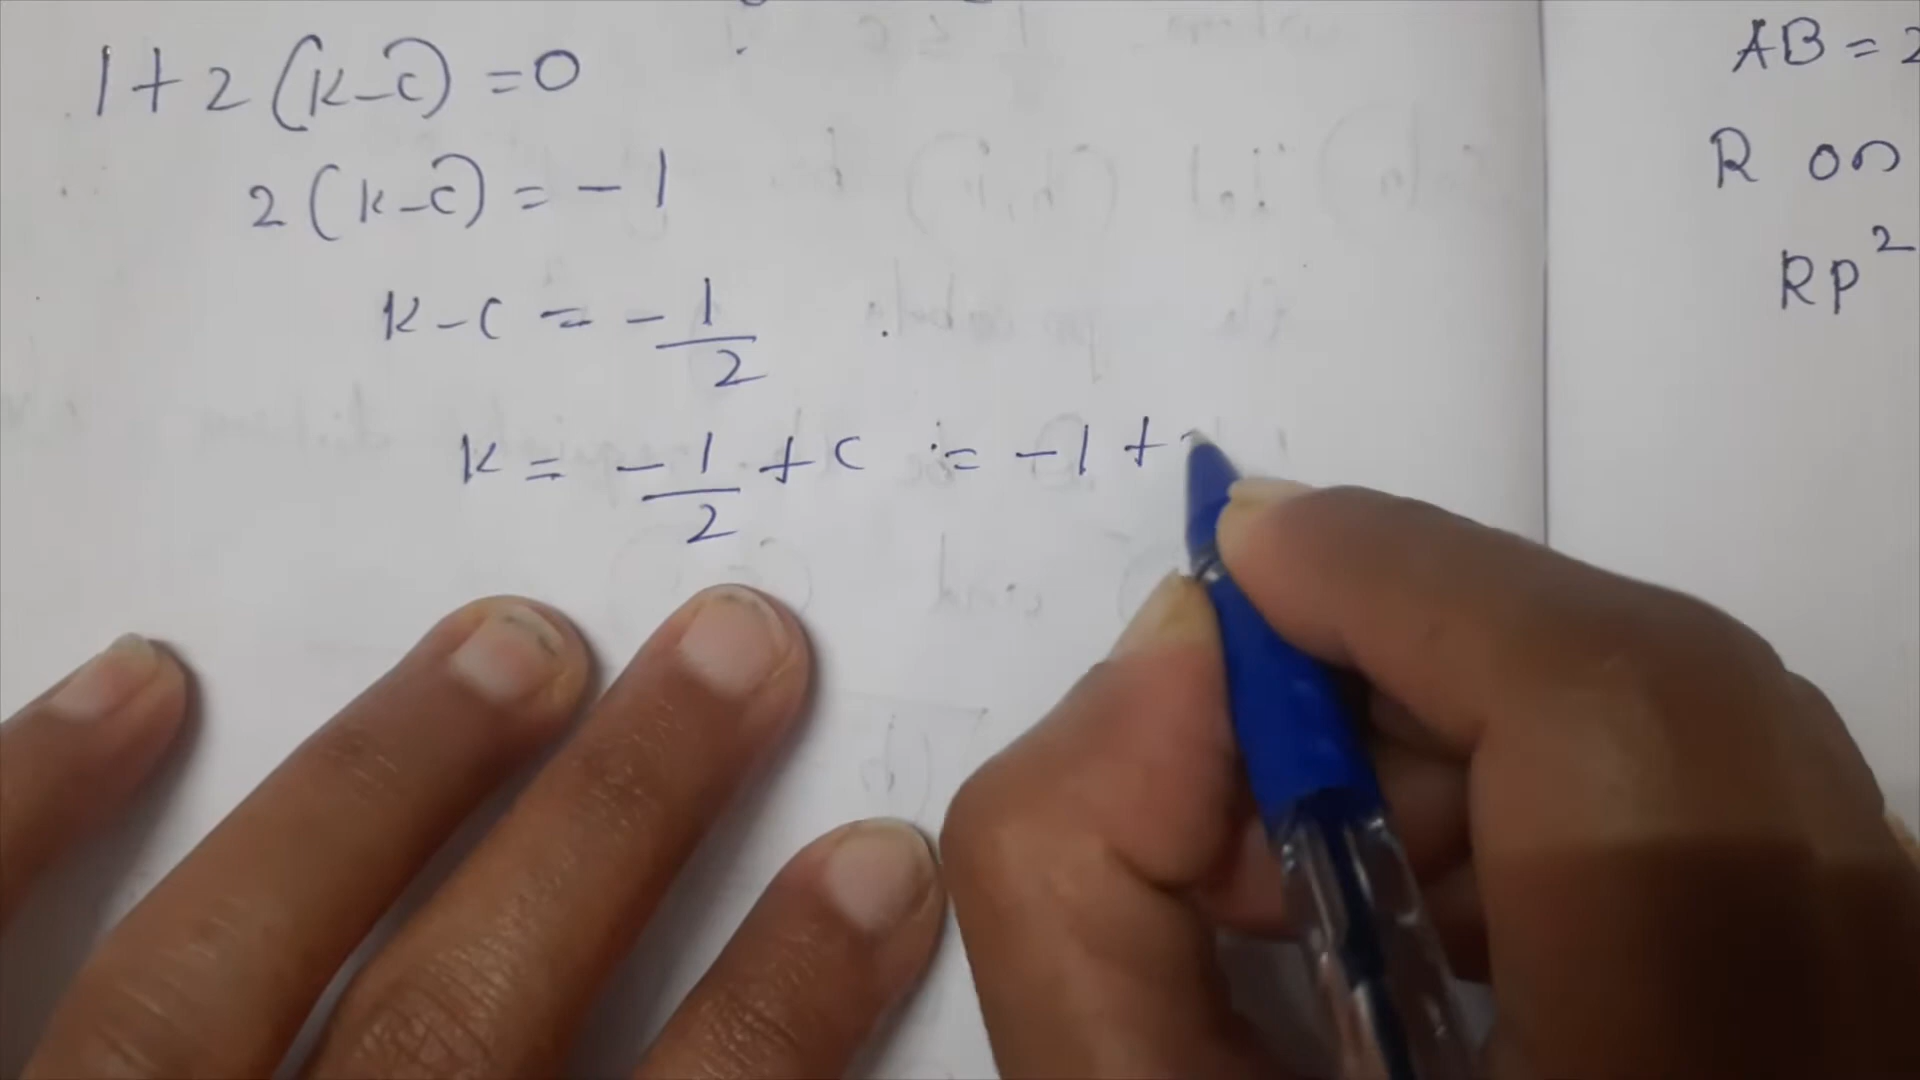 1 + 2 (k - c) = 0
2 (k - c) = - 1
k - c = - 1/2
k = - 1/2 + c = - 1 +
AB = 2
R on
RP²